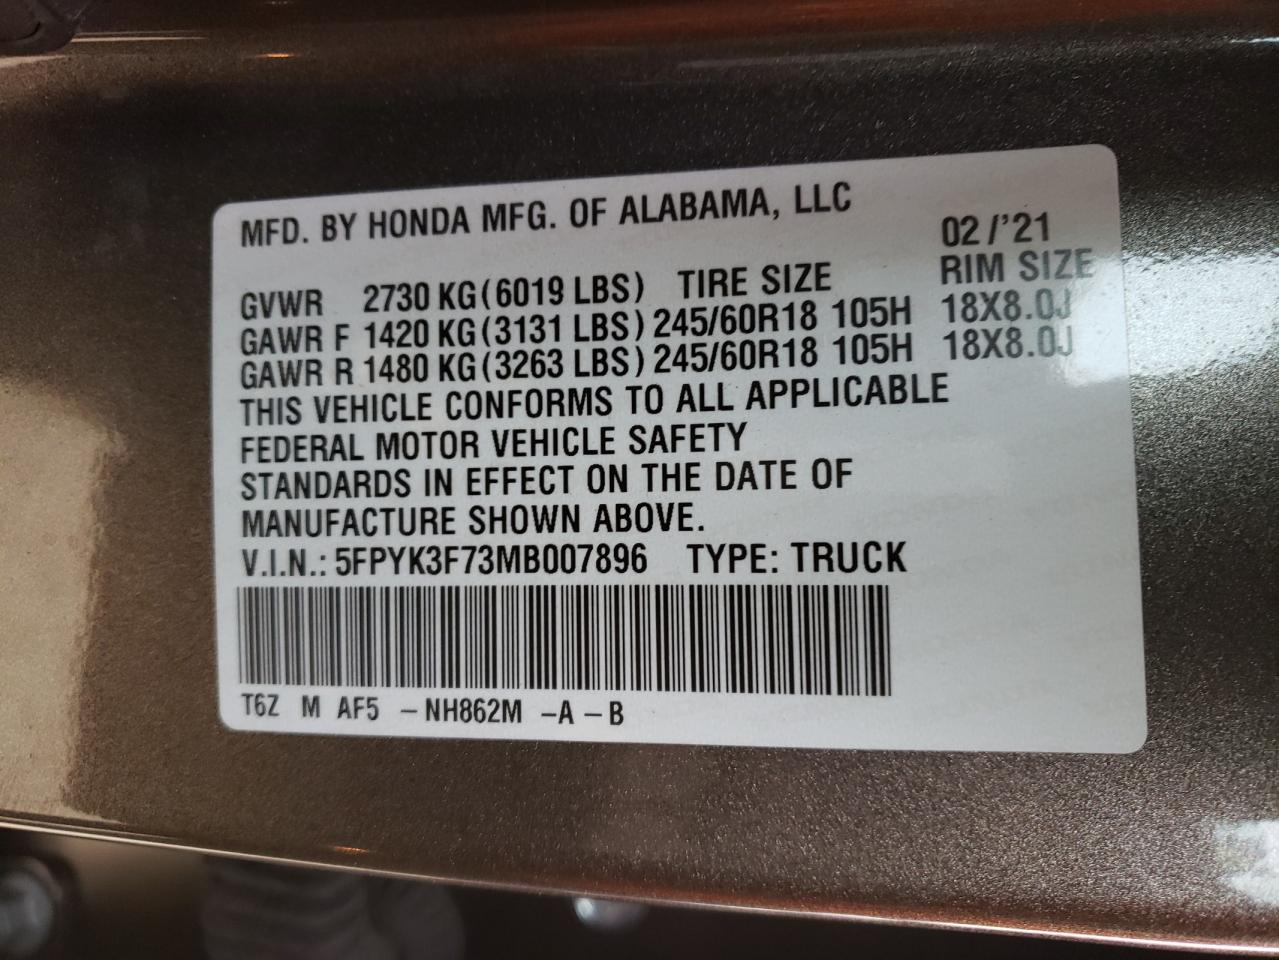 MFD. BY HONDA MFG. OF ALABAMA, LLC
02/'21
GVWR 2730 KG(6019 LBS) TIRE SIZE RIM SIZE
GAWR F 1420 KG(3131 LBS) 245/60R18 105H 18X8.0J
GAWR R 1480 KG(3263 LBS) 245/60R18 105H 18X8.0J
THIS VEHICLE CONFORMS TO ALL APPLICABLE
FEDERAL MOTOR VEHICLE SAFETY
STANDARDS IN EFFECT ON THE DATE OF
MANUFACTURE SHOWN ABOVE.
V.I.N.: 5FPYK3F73MB007896 TYPE: TRUCK
T6Z M AF5 -NH862M -A -B